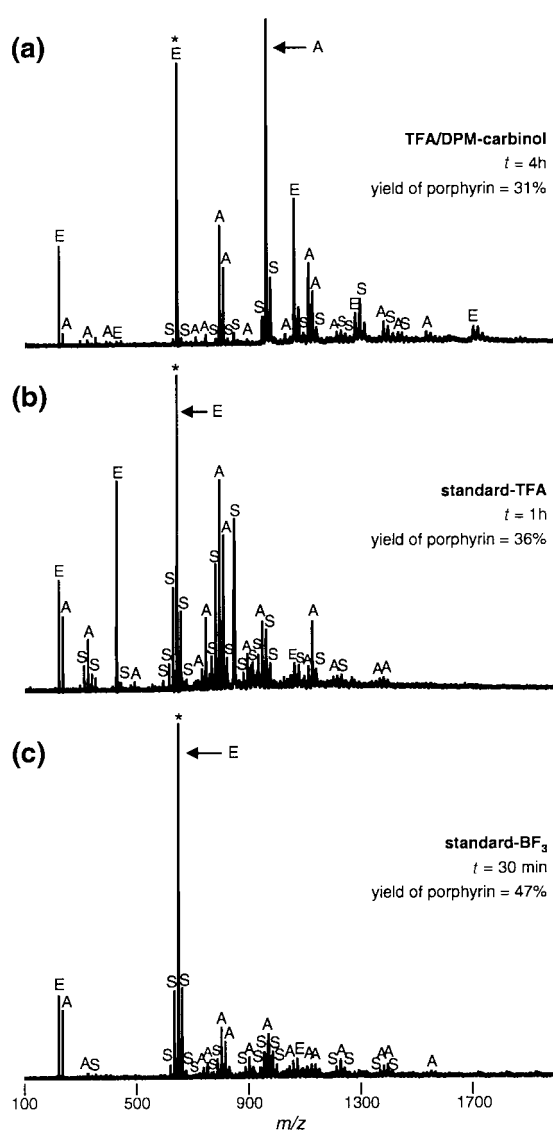 (a)
*
E
A
TFA/DPM-carbinol
t = 4h
yield of porphyrin = 31%
E
A
A
E
A
S
A
E
A
A A E
S S A A S S A
S
A
S
S
A S S
E
S
A S A S
A
E
(b)
*
E
standard-TFA
t = 1h
yield of porphyrin = 36%
E
E
A
A
S
A
S
A
S
S
S A
S
S
A
S
S
A
S
A
S
A S
S
A
S
S
E S A
A
S
A S
A A
(c)
*
E
standard-BF₃
t = 30 min
yield of porphyrin = 47%
E
A
A S
S
S
S
S
S
A A
S
A
A
S
A
S
S
A
S
S
S
A E A A
S
A
S
S
A A
S
A
100 500 900 1300 1700
m/z